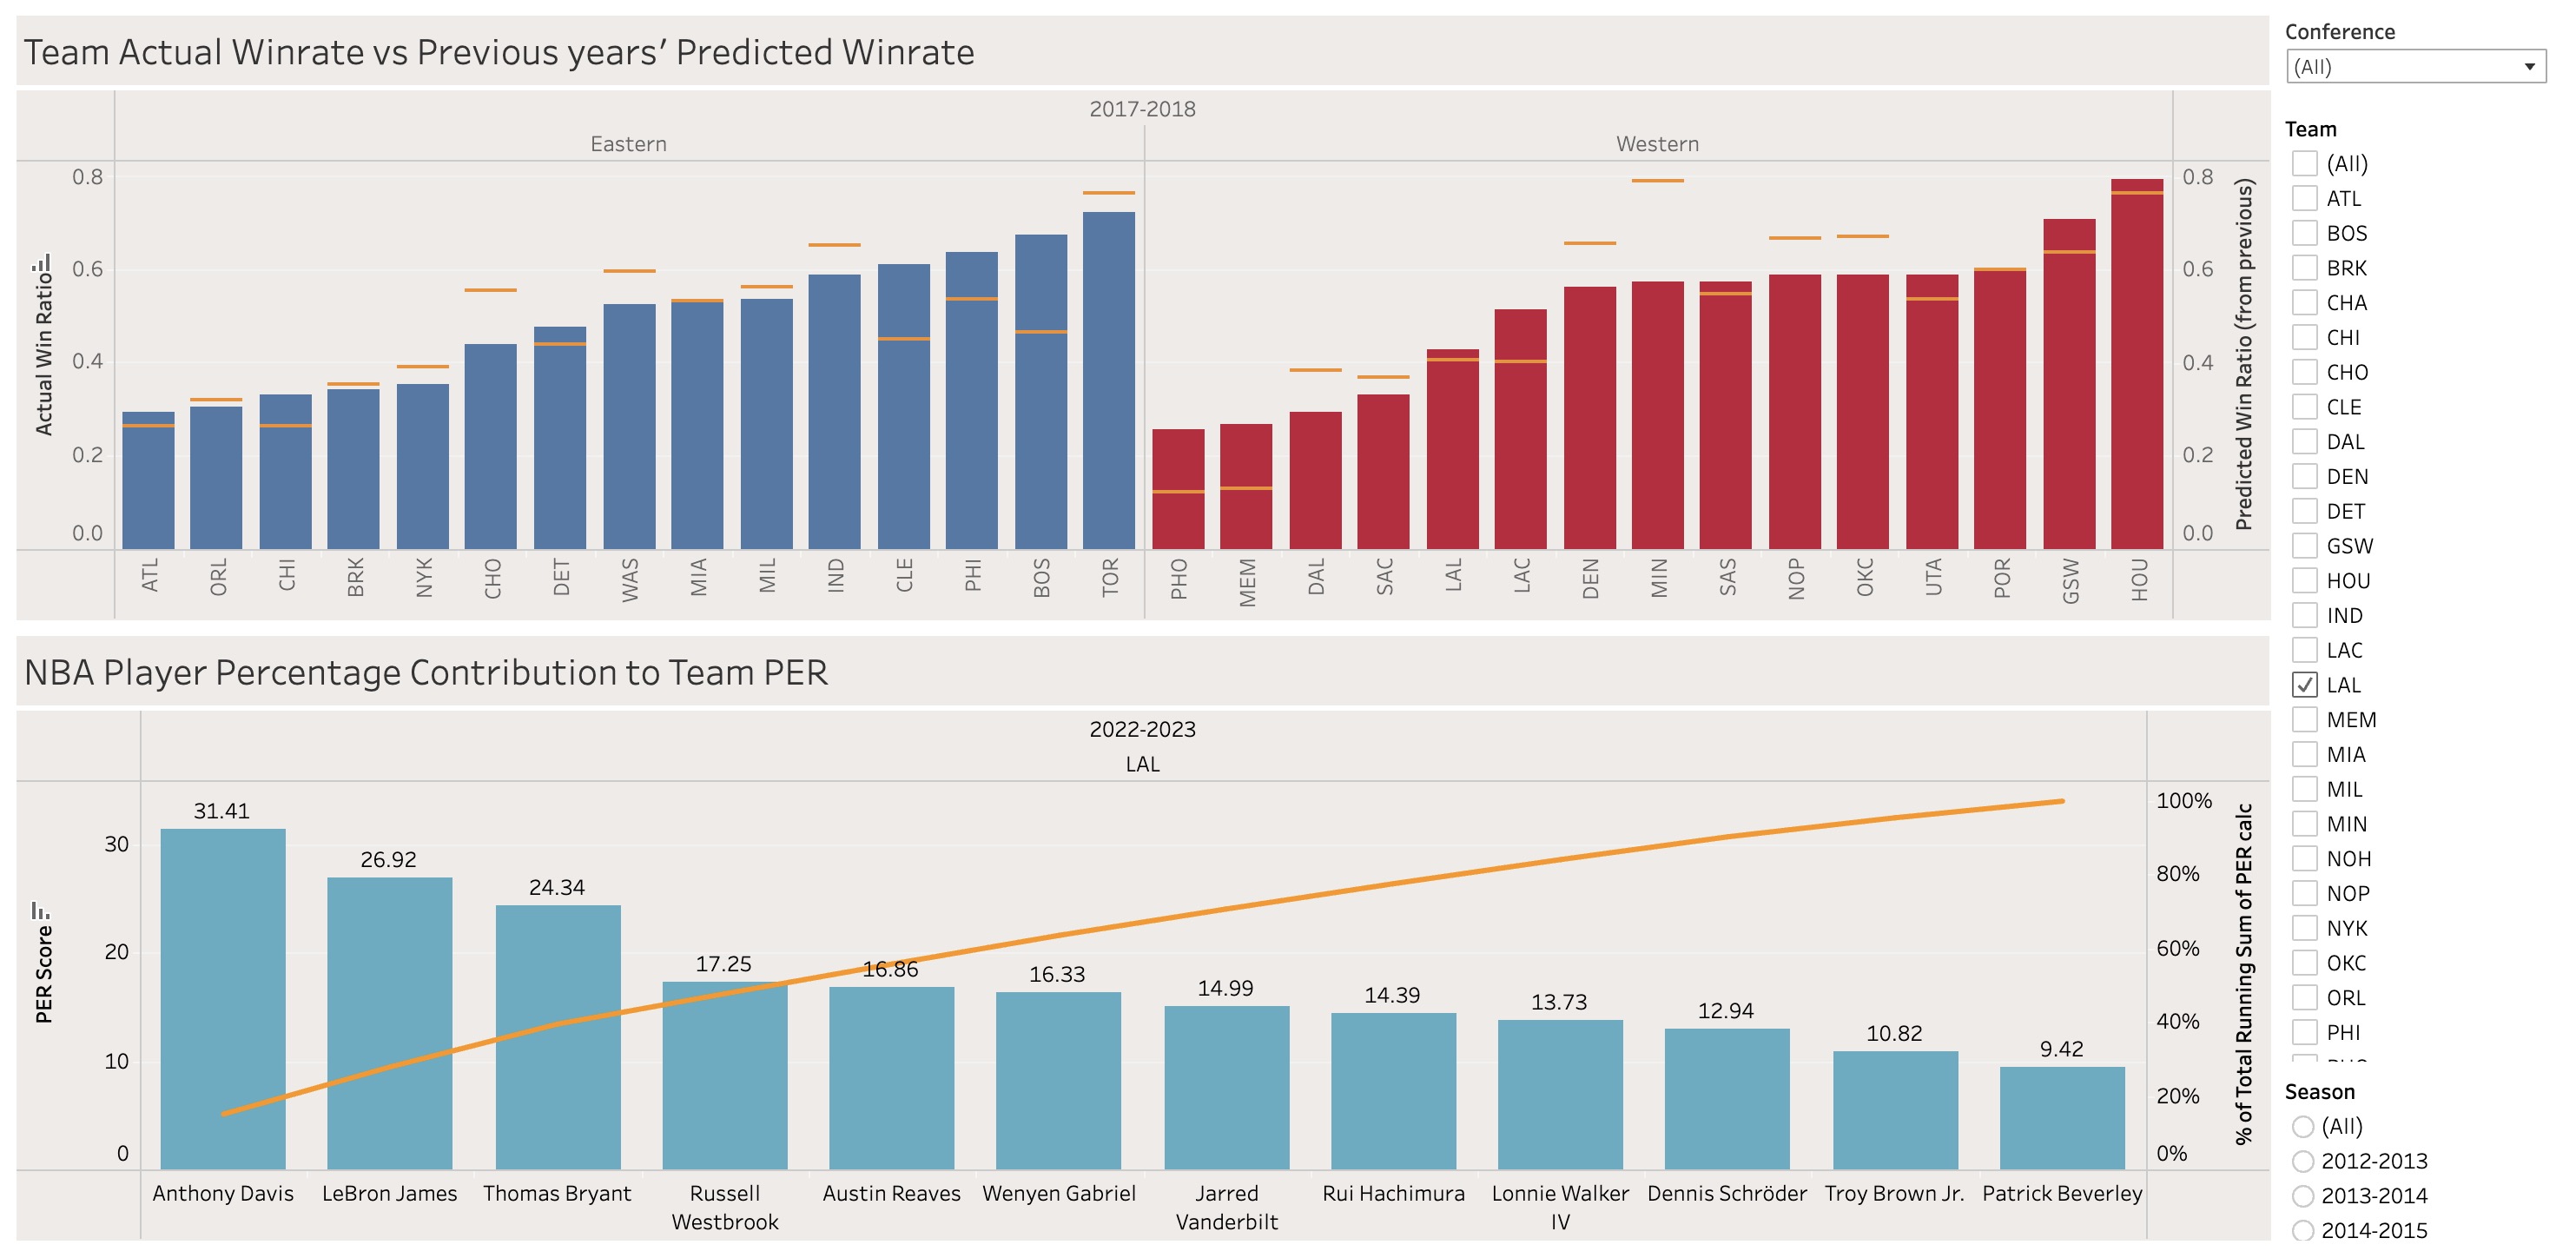 Team Actual Winrate vs Previous years’ Predicted Winrate
2017-2018
Eastern
Western
Actual Win Ratio
0.8
0.6
0.4
0.2
0.0
0.8
0.6
0.4
0.2
0.0
Predicted Win Ratio (from previous)
ATL
ORL
CHI
BRK
NYK
CHO
DET
WAS
MIA
MIL
IND
CLE
PHI
BOS
TOR
PHO
MEM
DAL
SAC
LAL
LAC
DEN
MIN
SAS
NOP
OKC
UTA
POR
GSW
HOU
NBA Player Percentage Contribution to Team PER
2022-2023
LAL
PER Score
30
20
10
0
31.41
26.92
24.34
17.25
16.86
16.33
14.99
14.39
13.73
12.94
10.82
9.42
100%
80%
60%
40%
20%
0%
% of Total Running Sum of PER calc
Anthony Davis
LeBron James
Thomas Bryant
Russell
Westbrook
Austin Reaves
Wenyen Gabriel
Jarred
Vanderbilt
Rui Hachimura
Lonnie Walker
IV
Dennis Schröder
Troy Brown Jr.
Patrick Beverley
Conference
(All)
Team
(All)
ATL
BOS
BRK
CHA
CHI
CHO
CLE
DAL
DEN
DET
GSW
HOU
IND
LAC
LAL
MEM
MIA
MIL
MIN
NOH
NOP
NYK
OKC
ORL
PHI
Season
(All)
2012-2013
2013-2014
2014-2015